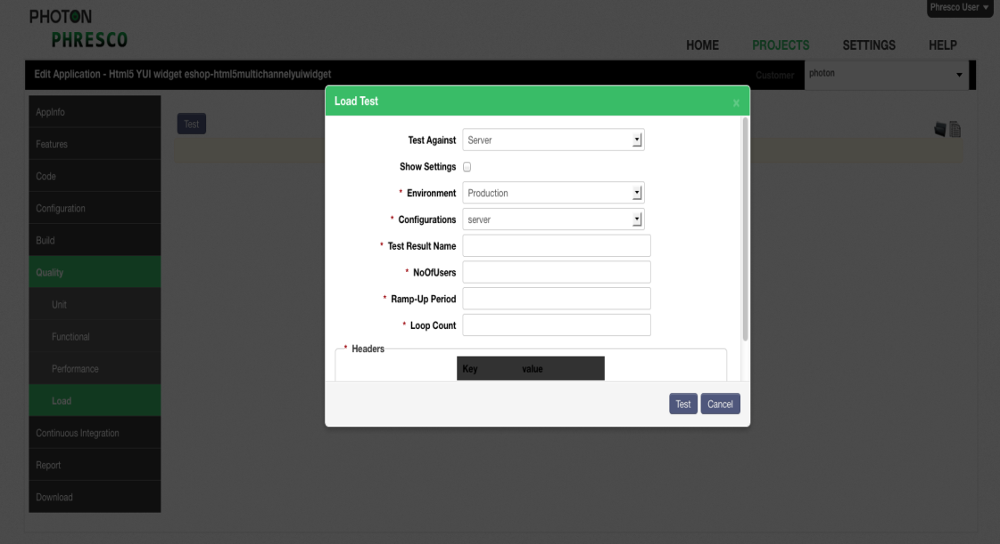 PHOTON
PHRESCO
Phresco User
HOME PROJECTS SETTINGS HELP
Edit Application - Html5 YUI widget eshop-html5multichannelyuiwidget
Customer photon
AppInfo
Features
Code
Configuration
Build
Quality
Unit
Functional
Performance
Load
Continuous Integration
Report
Download
Test
Load Test x
Test Against Server
Show Settings
* Environment Production
* Configurations server
* Test Result Name
* NoOfUsers
* Ramp-Up Period
* Loop Count
* Headers
Key value
Test Cancel